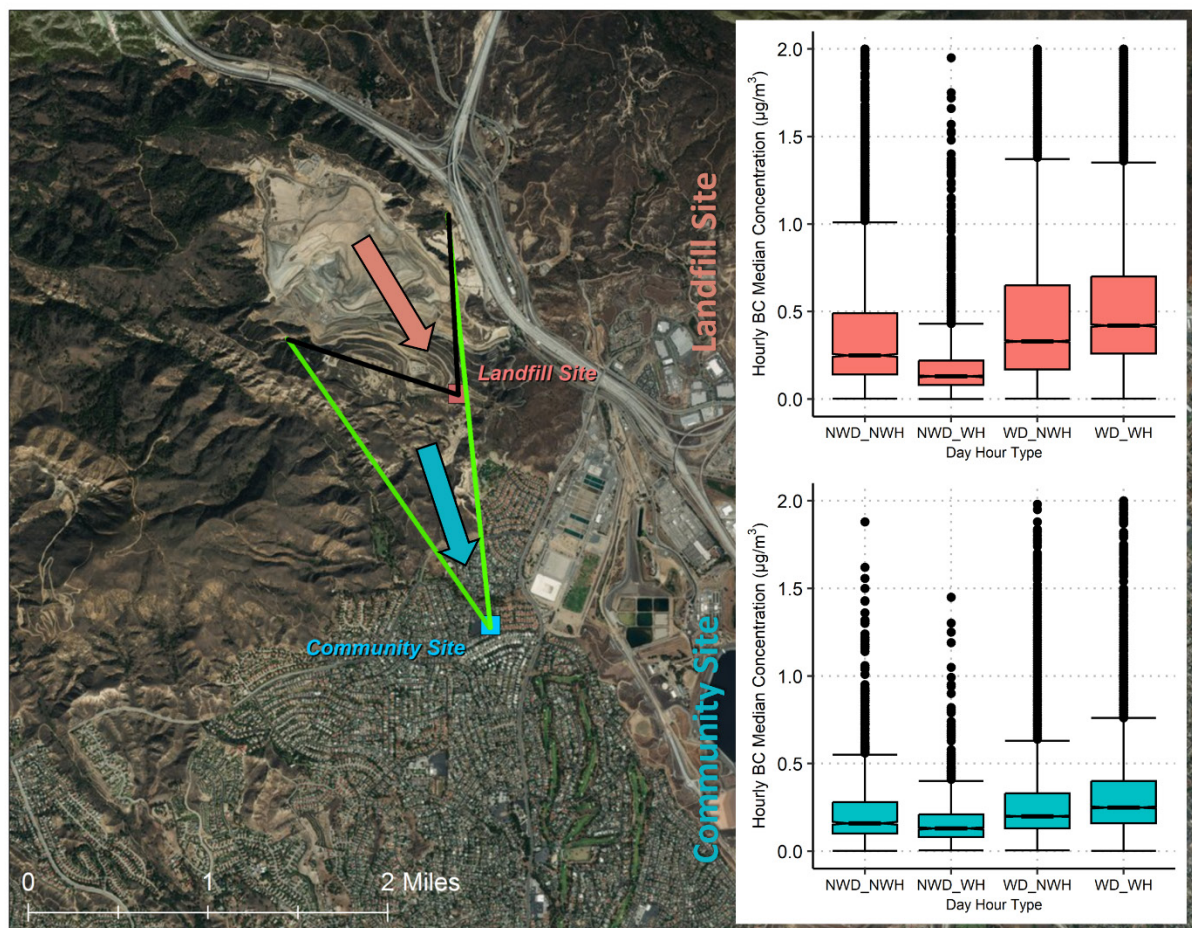 Landfill Site
Community Site
0 1 2 Miles
Landfill Site
Hourly BC Median Concentration (µg/m³)
2.0
1.5
1.0
0.5
0.0
NWD_NWH NWD_WH WD_NWH WD_WH
Day Hour Type
Community Site
Hourly BC Median Concentration (µg/m³)
2.0
1.5
1.0
0.5
0.0
NWD_NWH NWD_WH WD_NWH WD_WH
Day Hour Type